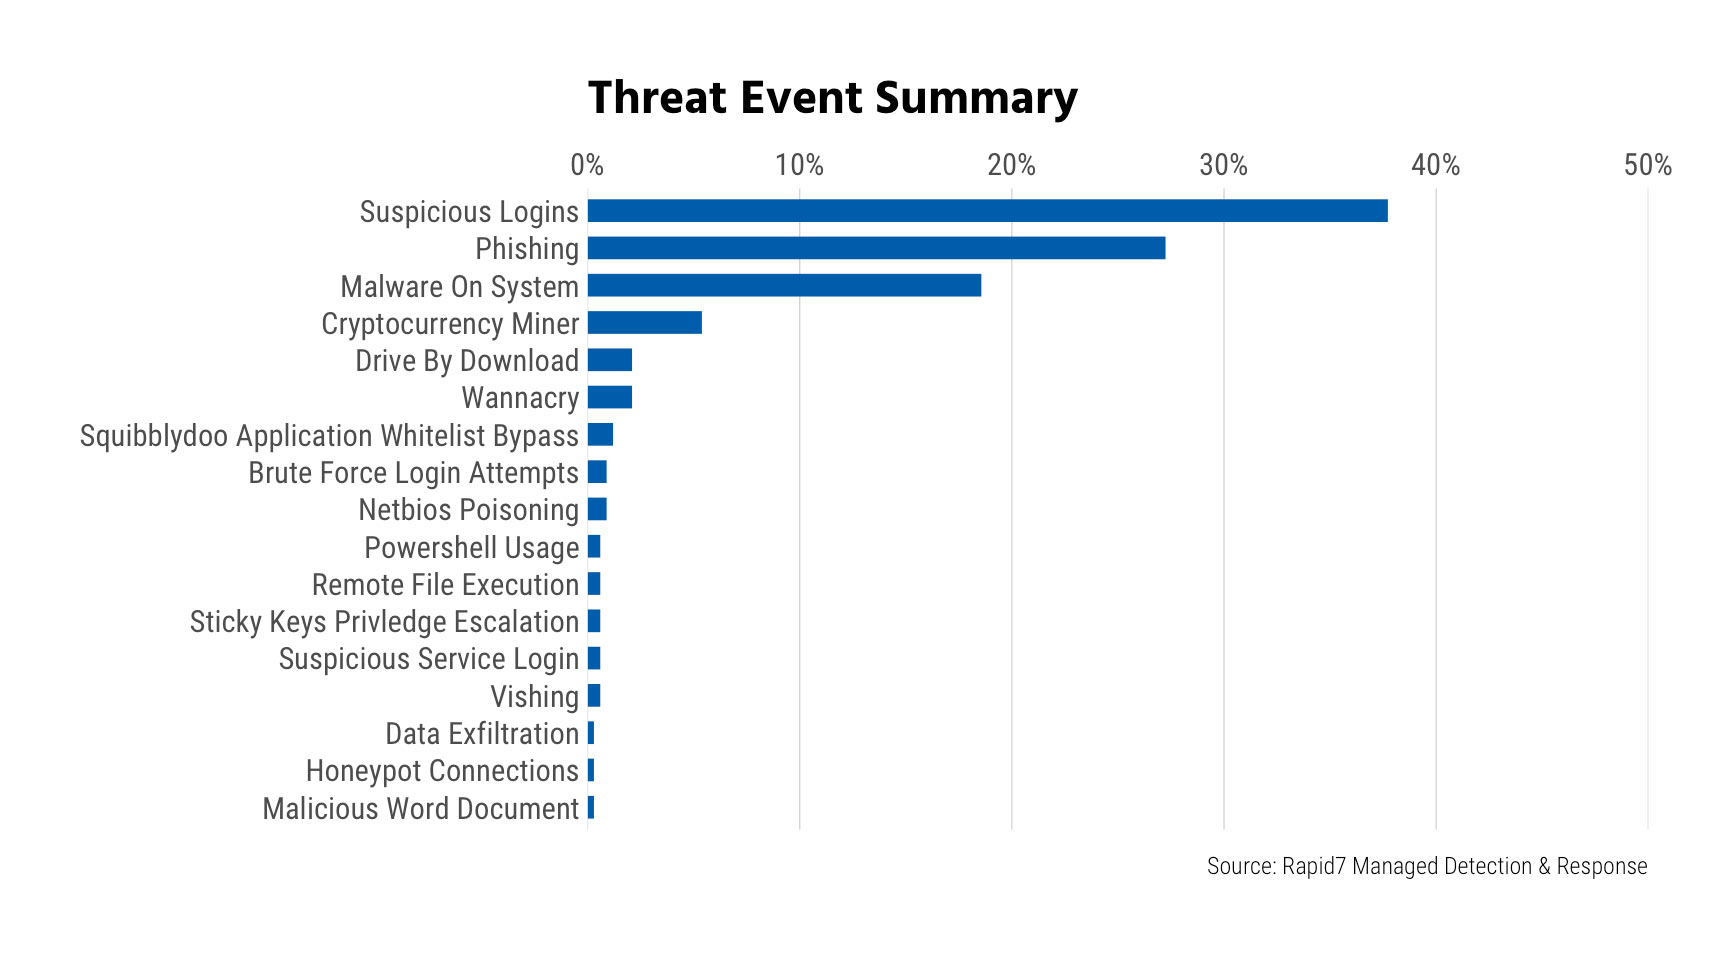 Threat Event Summary
0% 10% 20% 30% 40% 50%
Suspicious Logins
Phishing
Malware On System
Cryptocurrency Miner
Drive By Download
Wannacry
Squibblydoo Application Whitelist Bypass
Brute Force Login Attempts
Netbios Poisoning
Powershell Usage
Remote File Execution
Sticky Keys Privledge Escalation
Suspicious Service Login
Vishing
Data Exfiltration
Honeypot Connections
Malicious Word Document
Source: Rapid7 Managed Detection & Response